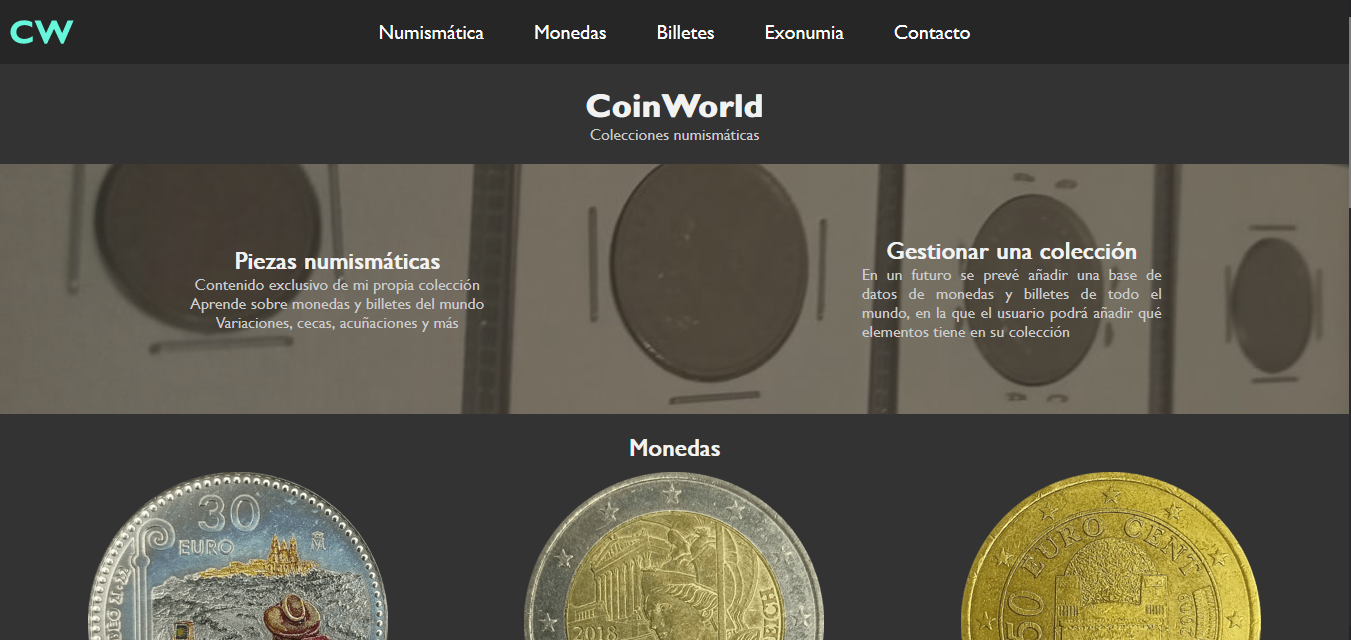 CW
Numismática Monedas Billetes Exonumia Contacto
CoinWorld
Colecciones numismáticas
Piezas numismáticas
Contenido exclusivo de mi propia colección
Aprende sobre monedas y billetes del mundo
Variaciones, cecas, acuñaciones y más
Gestionar una colección
En un futuro se prevé añadir una base de
datos de monedas y billetes de todo el
mundo, en la que el usuario podrá añadir qué
elementos tiene en su colección
Monedas
30
EURO
2018
50 EURO CENT